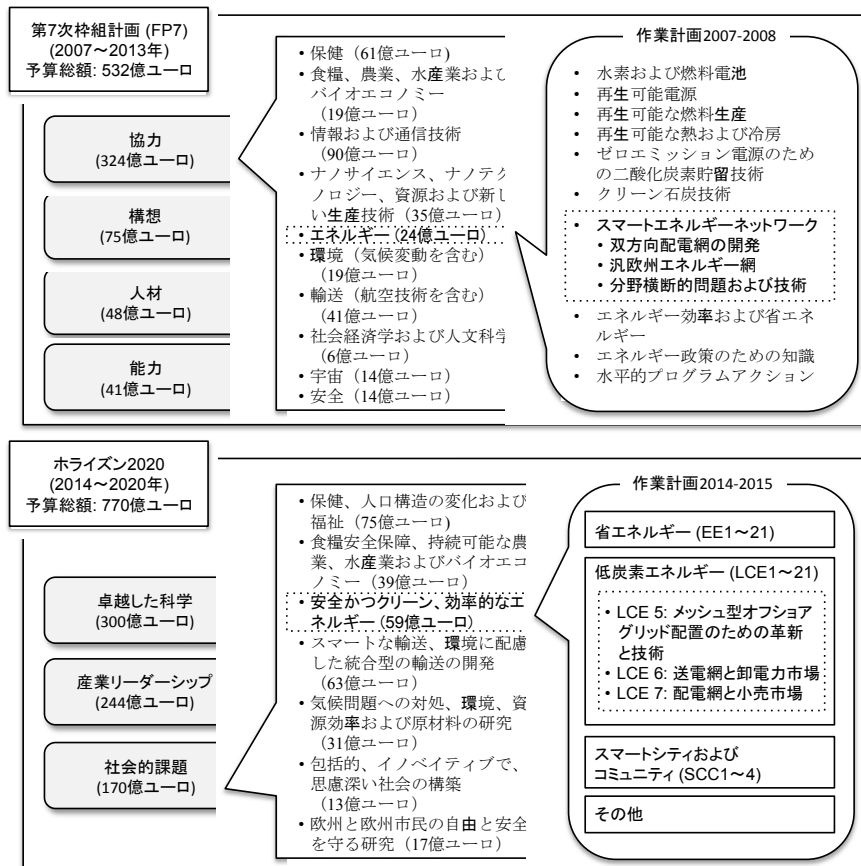 第7次枠組計画 (FP7)
(2007～2013年)
予算総額: 532億ユーロ
協力
(324億ユーロ)
構想
(75億ユーロ)
人材
(48億ユーロ)
能力
(41億ユーロ)
• 保健（61億ユーロ)
• 食糧、農業、水産業および
バイオエコノミー
（19億ユーロ）
• 情報および通信技術
（90億ユーロ）
• ナノサイエンス、ナノテク
ノロジー、資源および新し
い生産技術（35億ユーロ）
• エネルギー (24億ユーロ)
• 環境（気候変動を含む）
（19億ユーロ）
• 輸送（航空技術を含む）
（41億ユーロ）
• 社会経済学および人文科学
（6億ユーロ）
• 宇宙（14億ユーロ）
• 安全（14億ユーロ）
作業計画2007-2008
• 水素および燃料電池
• 再生可能電源
• 再生可能な燃料生産
• 再生可能な熱および冷房
• ゼロエミッション電源のため
の二酸化炭素貯留技術
• クリーン石炭技術
• スマートエネルギーネットワーク
• 双方向配電網の開発
• 汎欧州エネルギー網
• 分野横断的問題および技術
• エネルギー効率および省エネ
ルギー
• エネルギー政策のための知識
• 水平的プログラムアクション
ホライズン2020
(2014～2020年)
予算総額: 770億ユーロ
卓越した科学
(300億ユーロ)
産業リーダーシップ
(244億ユーロ)
社会的課題
(170億ユーロ)
• 保健、人口構造の変化および
福祉（75億ユーロ)
• 食糧安全保障、持続可能な農
業、水産業およびバイオエコ
ノミー（39億ユーロ）
• 安全かつクリーン、効率的なエ
ネルギー (59億ユーロ）
• スマートな輸送、環境に配慮
した統合型の輸送の開発
（63億ユーロ）
• 気候問題への対処、環境、資
源効率および原材料の研究
（31億ユーロ）
• 包括的、イノベイティブで、
思慮深い社会の構築
（13億ユーロ）
• 欧州と欧州市民の自由と安全
を守る研究（17億ユーロ）
作業計画2014-2015
省エネルギー (EE1～21)
低炭素エネルギー (LCE1～21)
• LCE 5: メッシュ型オフショア
グリッド配置のための革新
と技術
• LCE 6: 送電網と卸電力市場
• LCE 7: 配電網と小売市場
スマートシティおよび
コミュニティ (SCC1～4)
その他